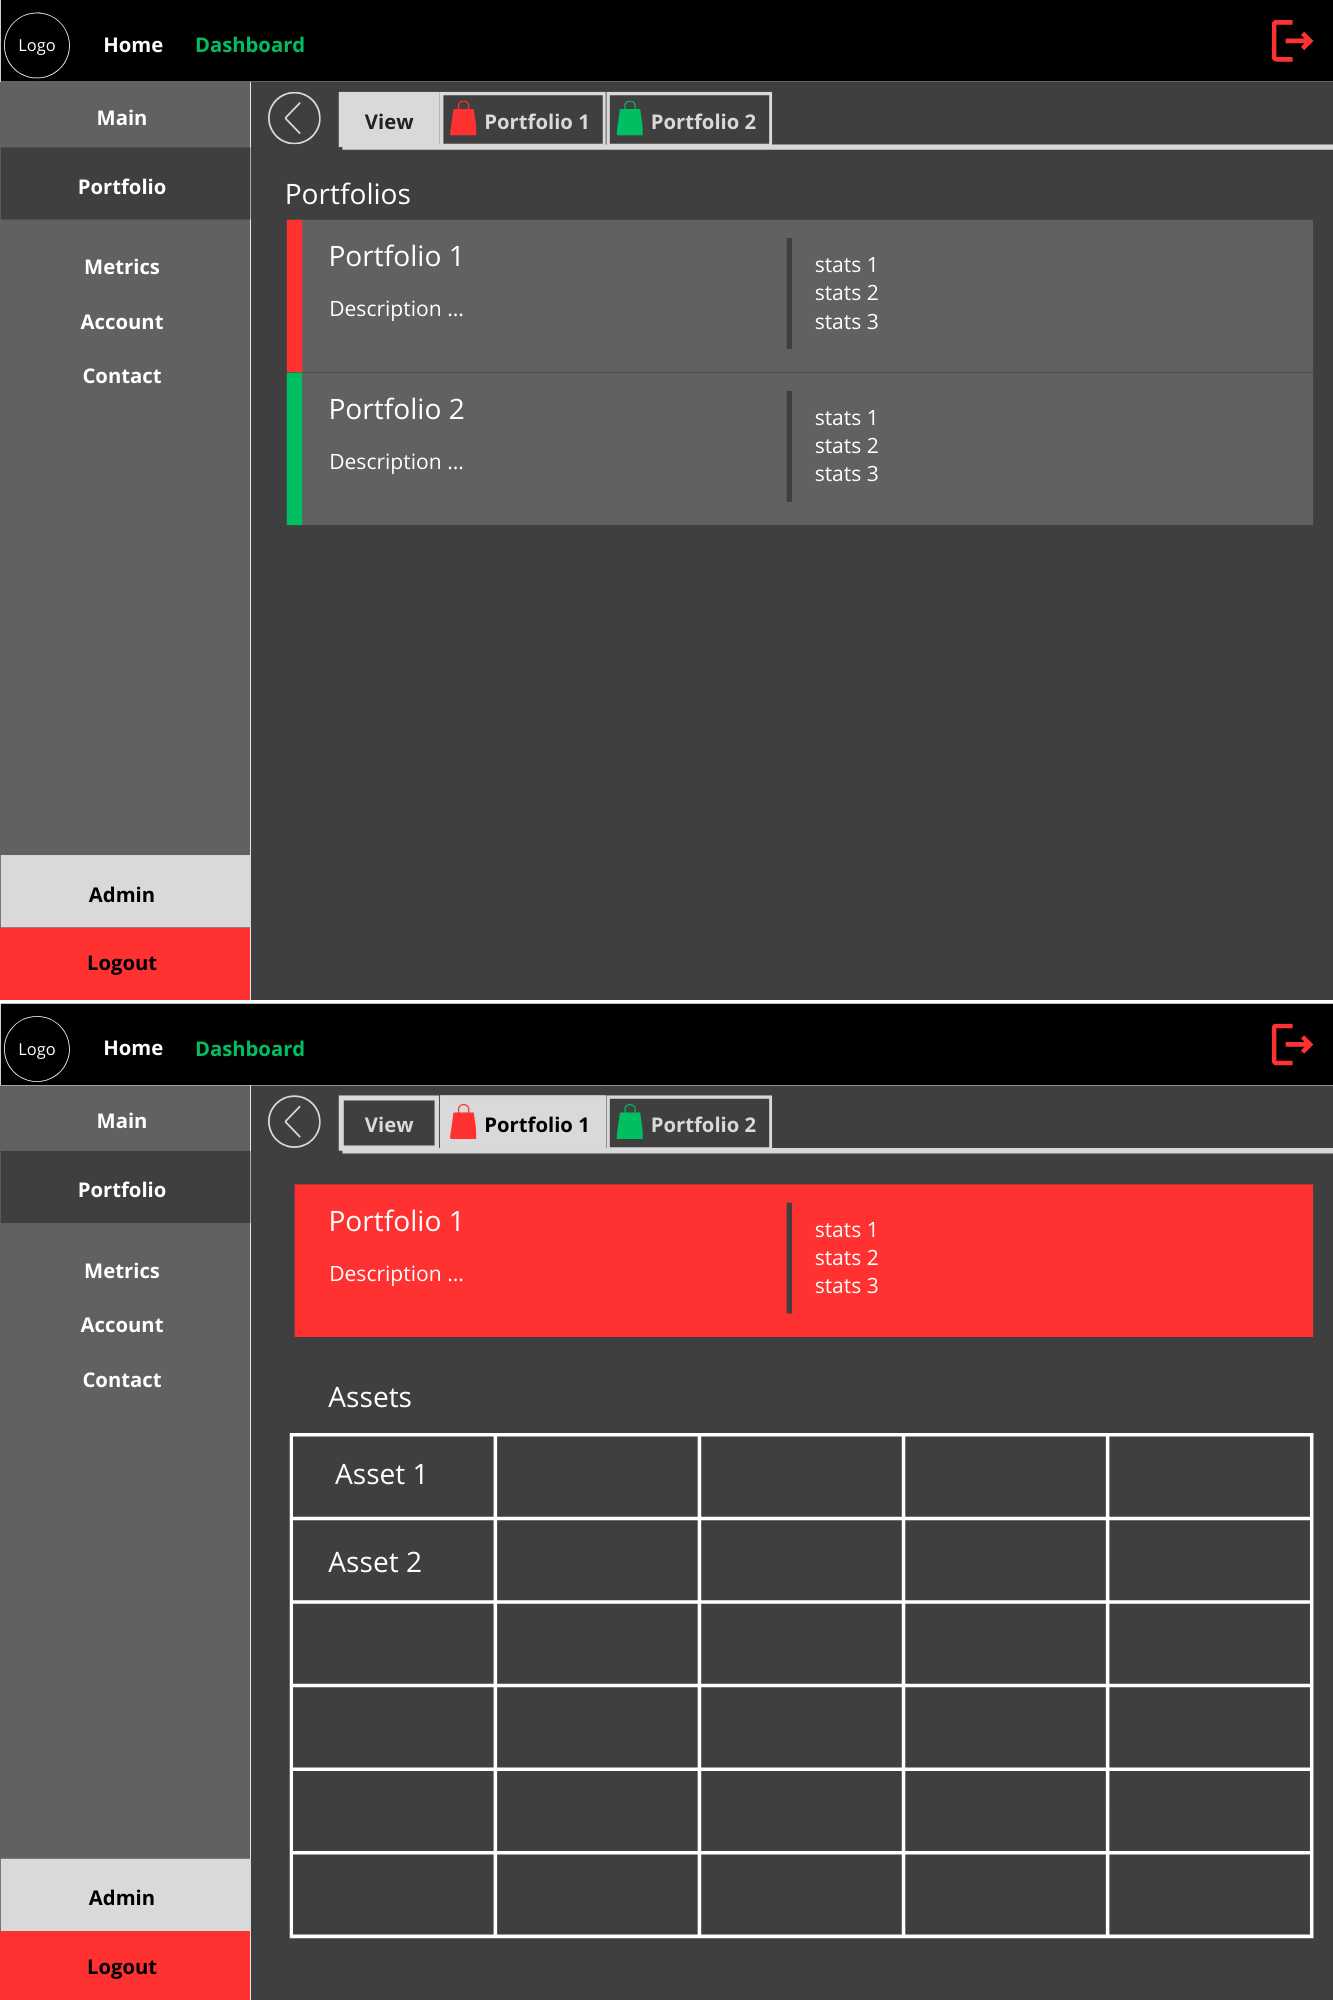 Logo
Home
Dashboard
Main
Portfolio
Metrics
Account
Contact
Admin
Logout
View
Portfolio 1
Portfolio 2
Portfolios
Portfolio 1
Description ...
stats 1
stats 2
stats 3
Portfolio 2
Description ...
stats 1
stats 2
stats 3
Logo
Home
Dashboard
Main
Portfolio
Metrics
Account
Contact
Admin
Logout
View
Portfolio 1
Portfolio 2
Portfolio 1
Description ...
stats 1
stats 2
stats 3
Assets
Asset 1
Asset 2